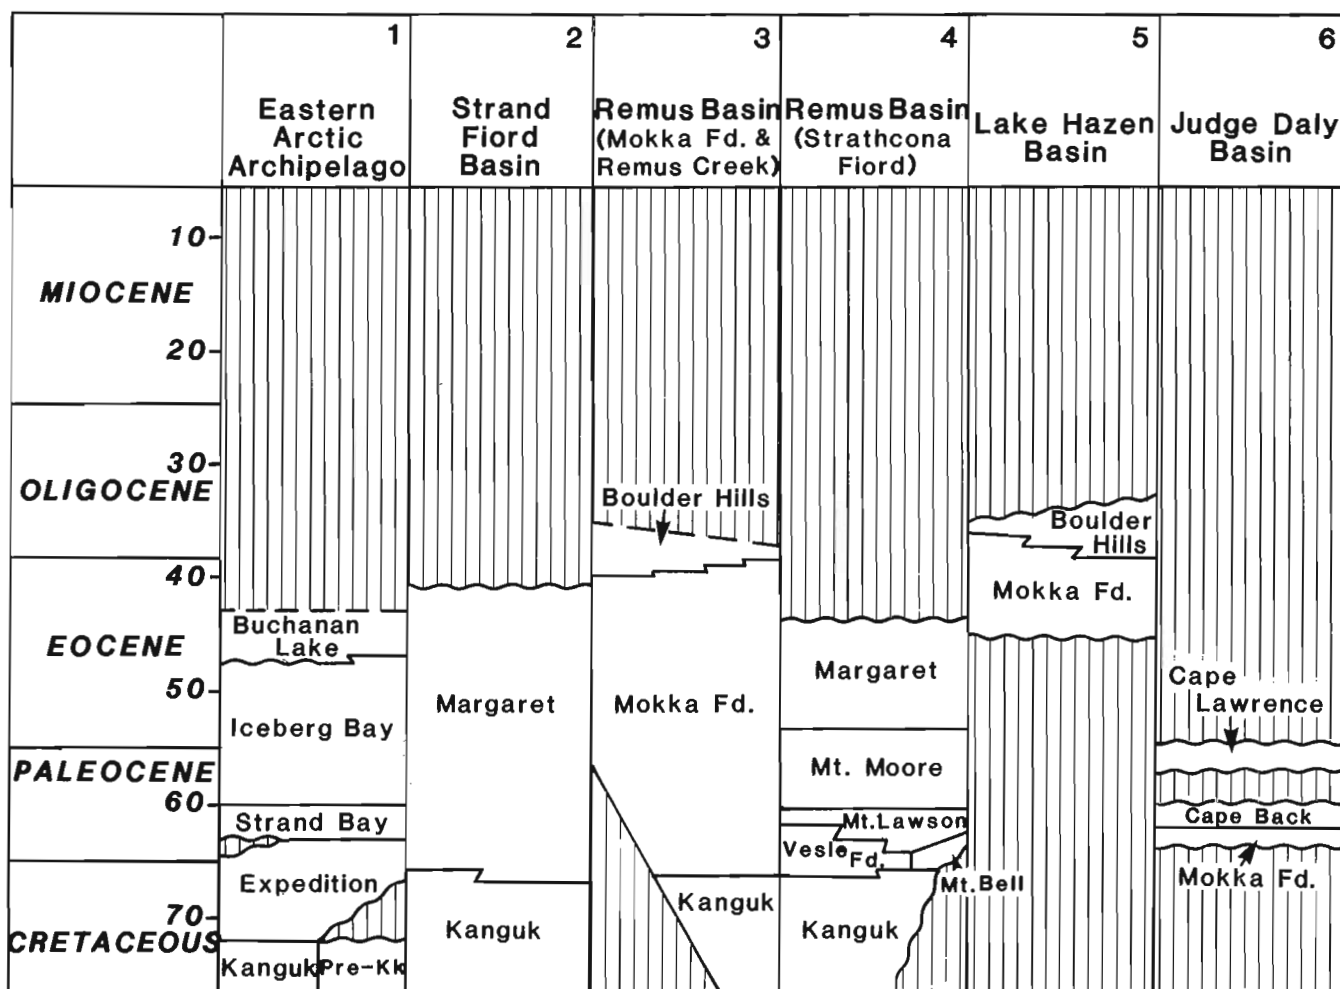 1
Eastern
Arctic
Archipelago
2
Strand
Fiord
Basin
3
Remus Basin
(Mokka Fd. &
Remus Creek)
4
Remus Basin
(Strathcona
Fiord)
5
Lake Hazen
Basin
6
Judge Daly
Basin
10
MIOCENE
20
30
OLIGOCENE
40
EOCENE
50
PALEOCENE
60
70
CRETACEOUS
Buchanan
Lake
Iceberg Bay
Strand Bay
Expedition
Kanguk
Pre-Kk
Margaret
Kanguk
Boulder Hills
Mokka Fd.
Kanguk
Margaret
Mt. Moore
Mt. Lawson
Vesle
Fd.
Mt. Bell
Kanguk
Boulder
Hills
Mokka Fd.
Cape
Lawrence
Cape Back
Mokka Fd.